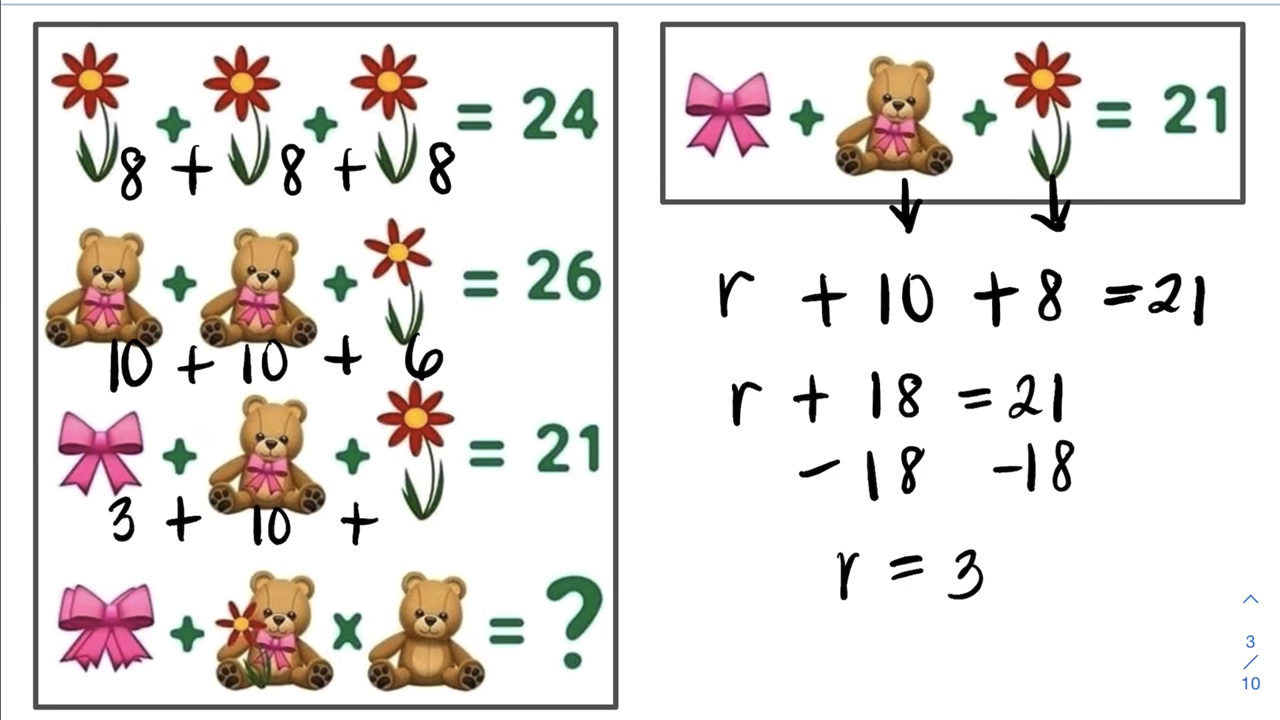 + + = 24
8 + 8 + 8
+ + = 26
10 + 10 + 6
+ + = 21
3 + 10 +
+ x = ?
+ + = 21
r + 10 + 8 = 21
r + 18 = 21
- 18 -18
r = 3
3
/
10